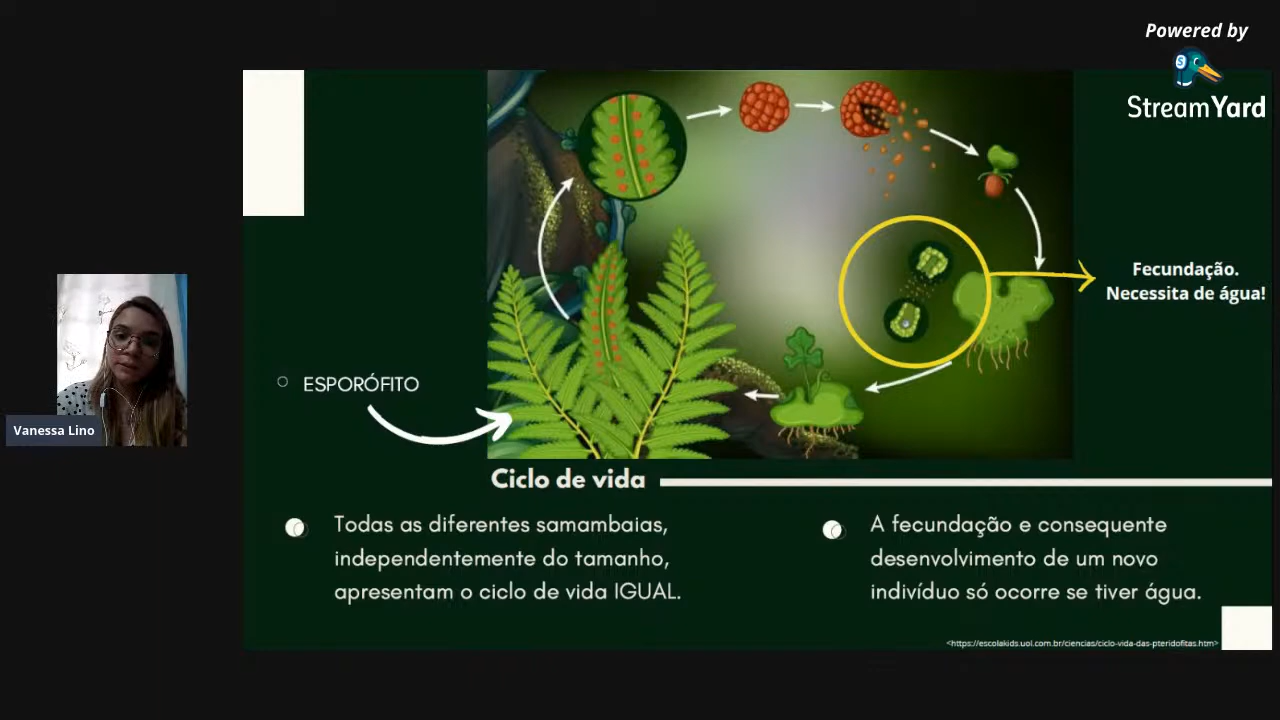 Powered by
StreamYard
Fecundação.
Necessita de água!
ESPORÓFITO
Vanessa Lino
Ciclo de vida
Todas as diferentes samambaias,
independentemente do tamanho,
apresentam o ciclo de vida IGUAL.
A fecundação e consequente
desenvolvimento de um novo
indivíduo só ocorre se tiver água.
<https://escolakids.uol.com.br/ciencias/ciclo-vida-das-pteridofitas.htm>